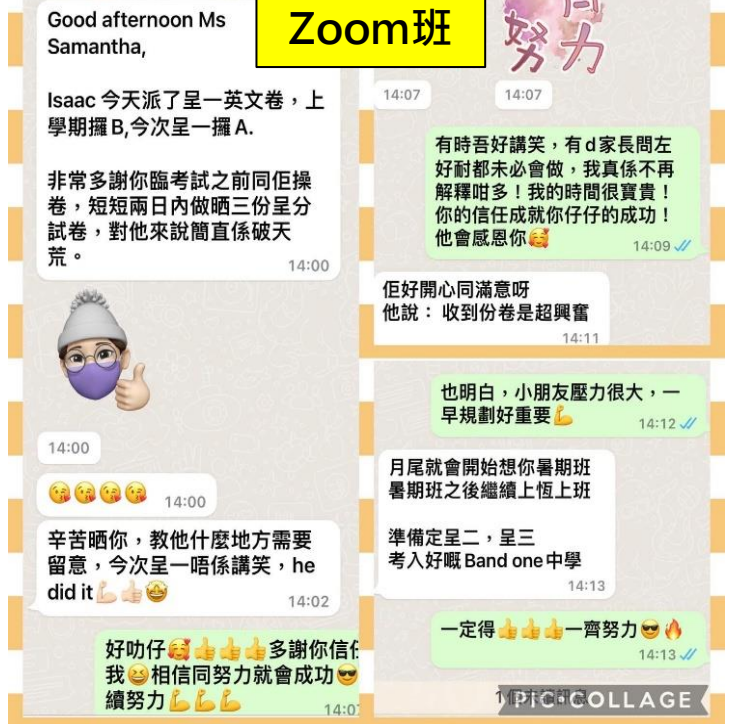 Zoom班
Good afternoon Ms
Samantha,
Isaac 今天派了呈一英文卷，上
學期攞B,今次呈一攞A.
非常多謝你臨考試之前同佢操
卷，短短兩日內做晒三份呈分
試卷，對他來說簡直係破天
荒。
14:00
14:00
14:00
辛苦晒你，教他什麼地方需要
留意，今次呈一唔係講笑，he
did it💪🏻👍🏻🤩
14:02
好叻仔🥰👍👍👍多謝你信任
我😆相信同努力就會成功😎
續努力💪💪💪
14:07
努力
14:07
14:07
有時吾好講笑，有d家長問左
好耐都未必會做，我真係不再
解釋咁多！我的時間很寶貴！
你的信任成就你仔仔的成功！
他會感恩你🥰
14:09
佢好開心同滿意呀
他說： 收到份卷是超興奮
14:11
也明白，小朋友壓力很大，一
早規劃好重要💪
14:12
月尾就會開始想你暑期班
暑期班之後繼續上恆上班
準備定呈二，呈三
考入好嘅 Band one中學
14:13
一定得👍👍👍一齊努力😎🔥
14:13
PIC•COLLAGE